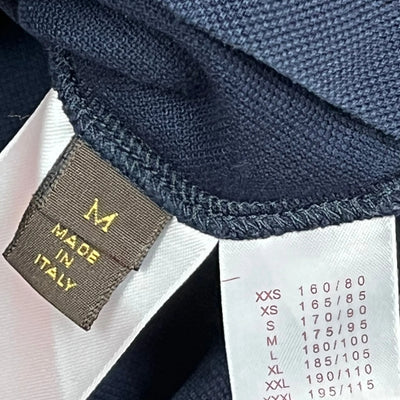 M
MADE
IN
ITALY
XXS 160/80
XS 165/85
S 170/90
M 175/95
L 180/100
XL 185/105
XXL 190/110
XXXL 195/115